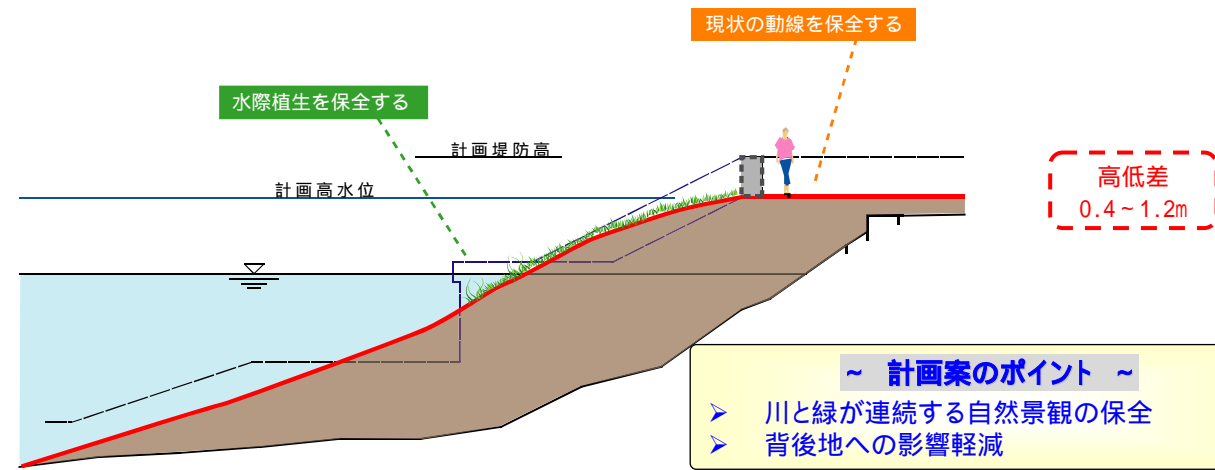 現状の動線を保全する
水際植生を保全する
計画堤防高
計画高水位
高低差
0.4~1.2m
~ 計画案のポイント ~
➢ 川と緑が連続する自然景観の保全
➢ 背後地への影響軽減